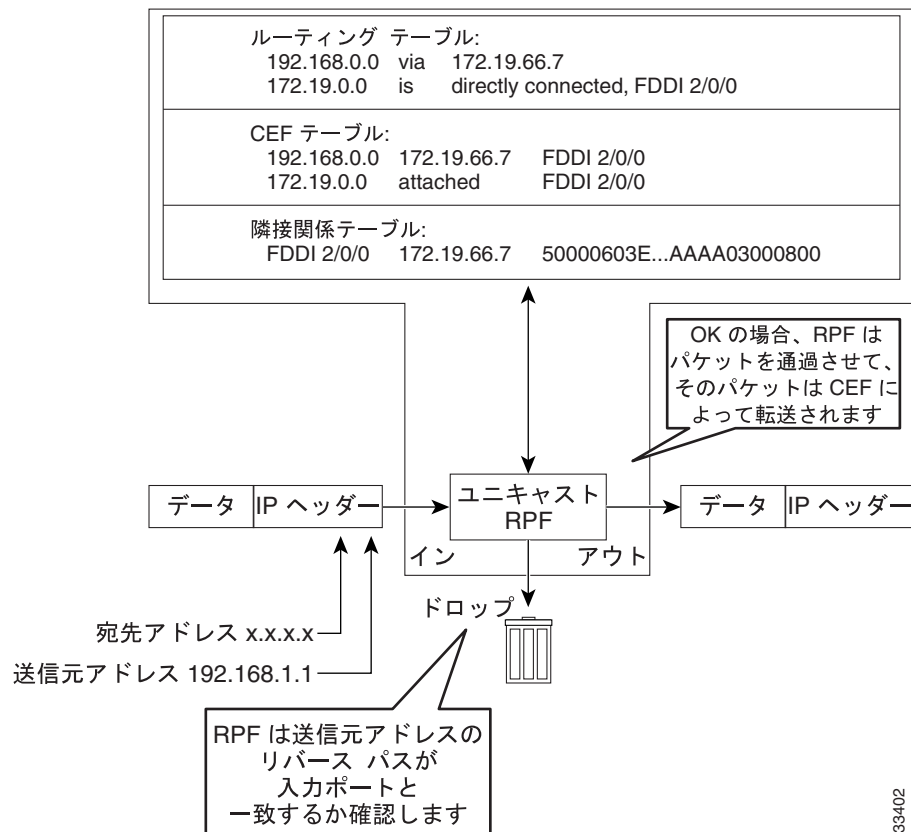 ルーティング テーブル:
192.168.0.0 via 172.19.66.7
172.19.0.0 is directly connected, FDDI 2/0/0
CEF テーブル:
192.168.0.0 172.19.66.7 FDDI 2/0/0
172.19.0.0 attached FDDI 2/0/0
隣接関係テーブル:
FDDI 2/0/0 172.19.66.7 50000603E...AAAA03000800
OK の場合、RPF は
パケットを通過させて、
そのパケットは CEF に
よって転送されます
データ IP ヘッダー
ユニキャスト
RPF
データ IP ヘッダー
イン アウト
ドロップ
宛先アドレス x.x.x.x
送信元アドレス 192.168.1.1
RPF は送信元アドレスの
リバース パスが
入力ポートと
一致するか確認します
33402